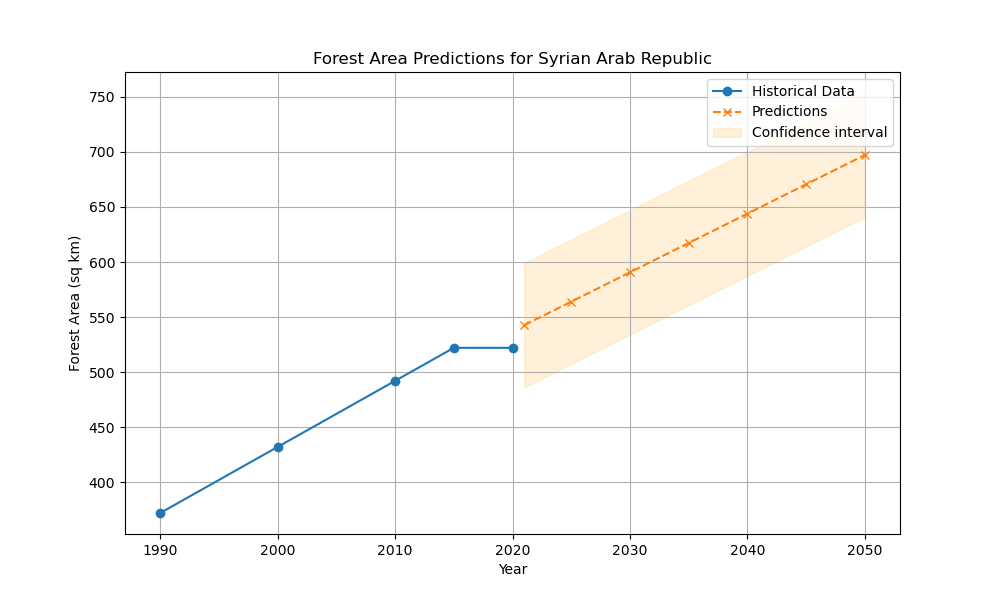 Forest Area Predictions for Syrian Arab Republic
Historical Data
Predictions
Confidence interval
Forest Area (sq km)
750
700
650
600
550
500
450
400
1990 2000 2010 2020 2030 2040 2050
Year